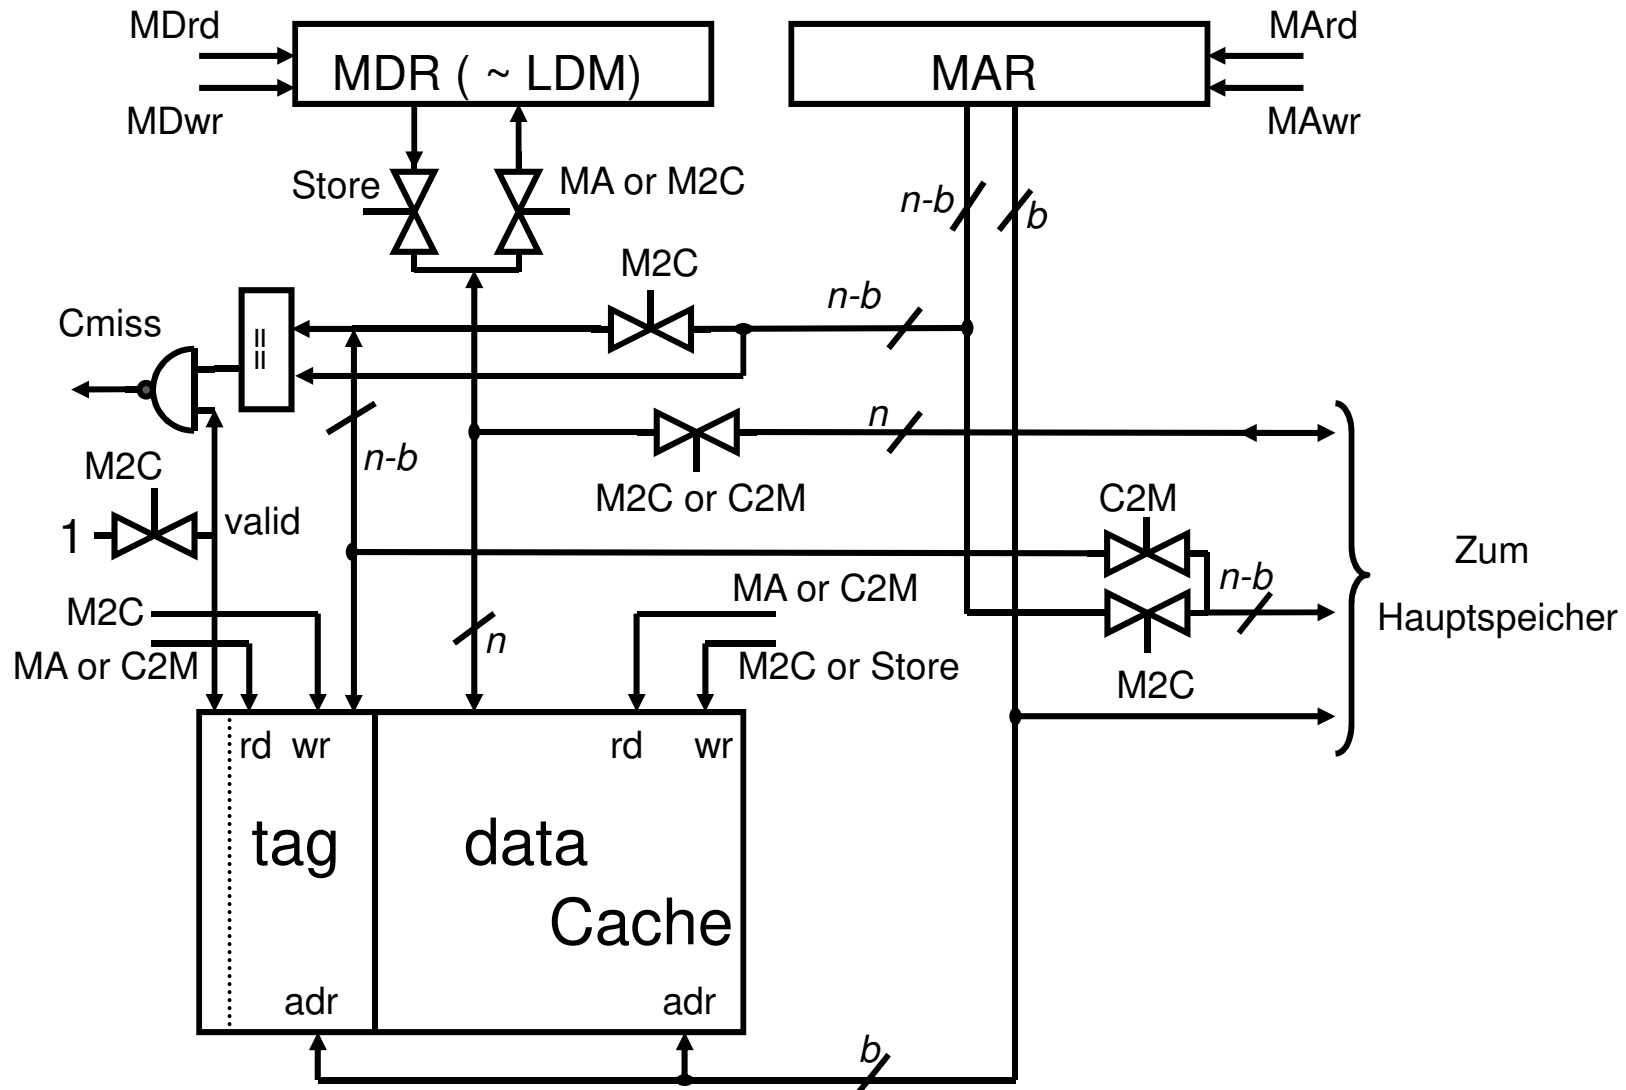 MDrd
MArd
MDR ( ~ LDM)
MAR
MDwr
MAwr
Store
MA or M2C
n-b
b
M2C
n-b
Cmiss
==
n
n-b
M2C
M2C or C2M
C2M
1
valid
Zum
n-b
MA or C2M
M2C
Hauptspeicher
n
MA or C2M
M2C or Store
M2C
rd wr
rd
wr
tag
data
Cache
adr
adr
b